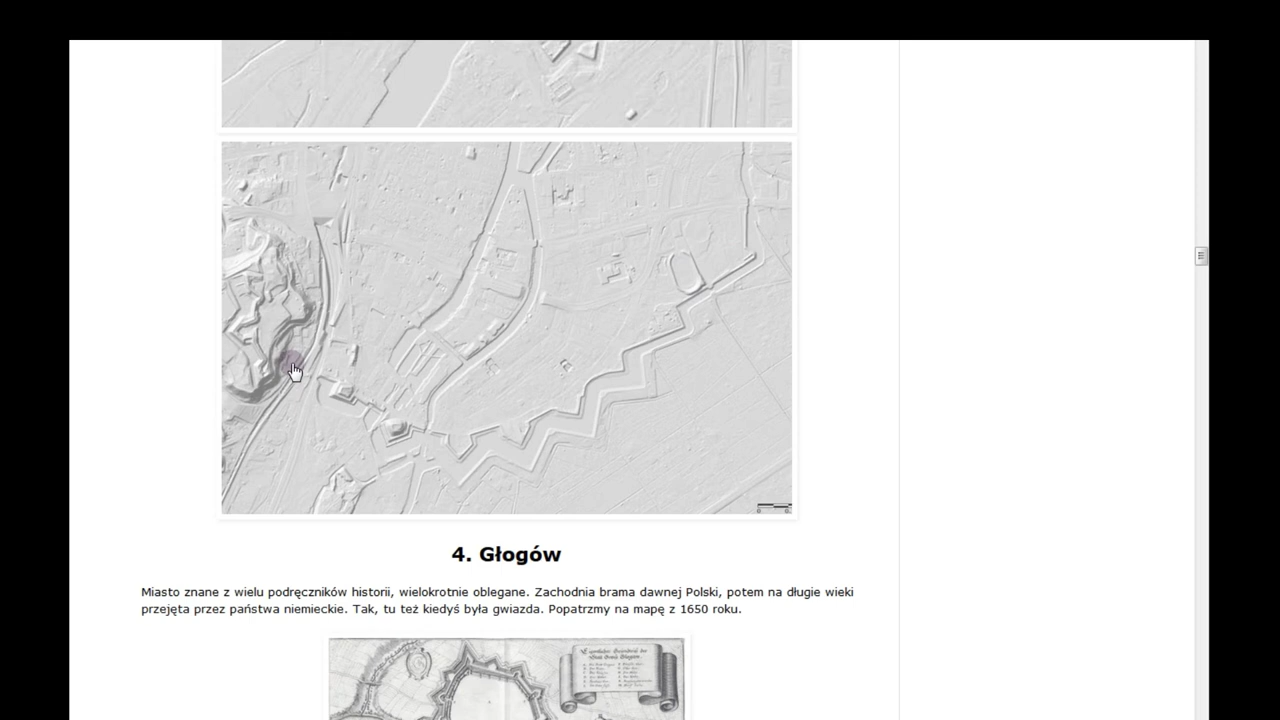 4. Głogów
Miasto znane z wielu podręczników historii, wielokrotnie oblegane. Zachodnia brama dawnej Polski, potem na długie wieki
przejęta przez państwa niemieckie. Tak, tu też kiedyś była gwiazda. Popatrzmy na mapę z 1650 roku.